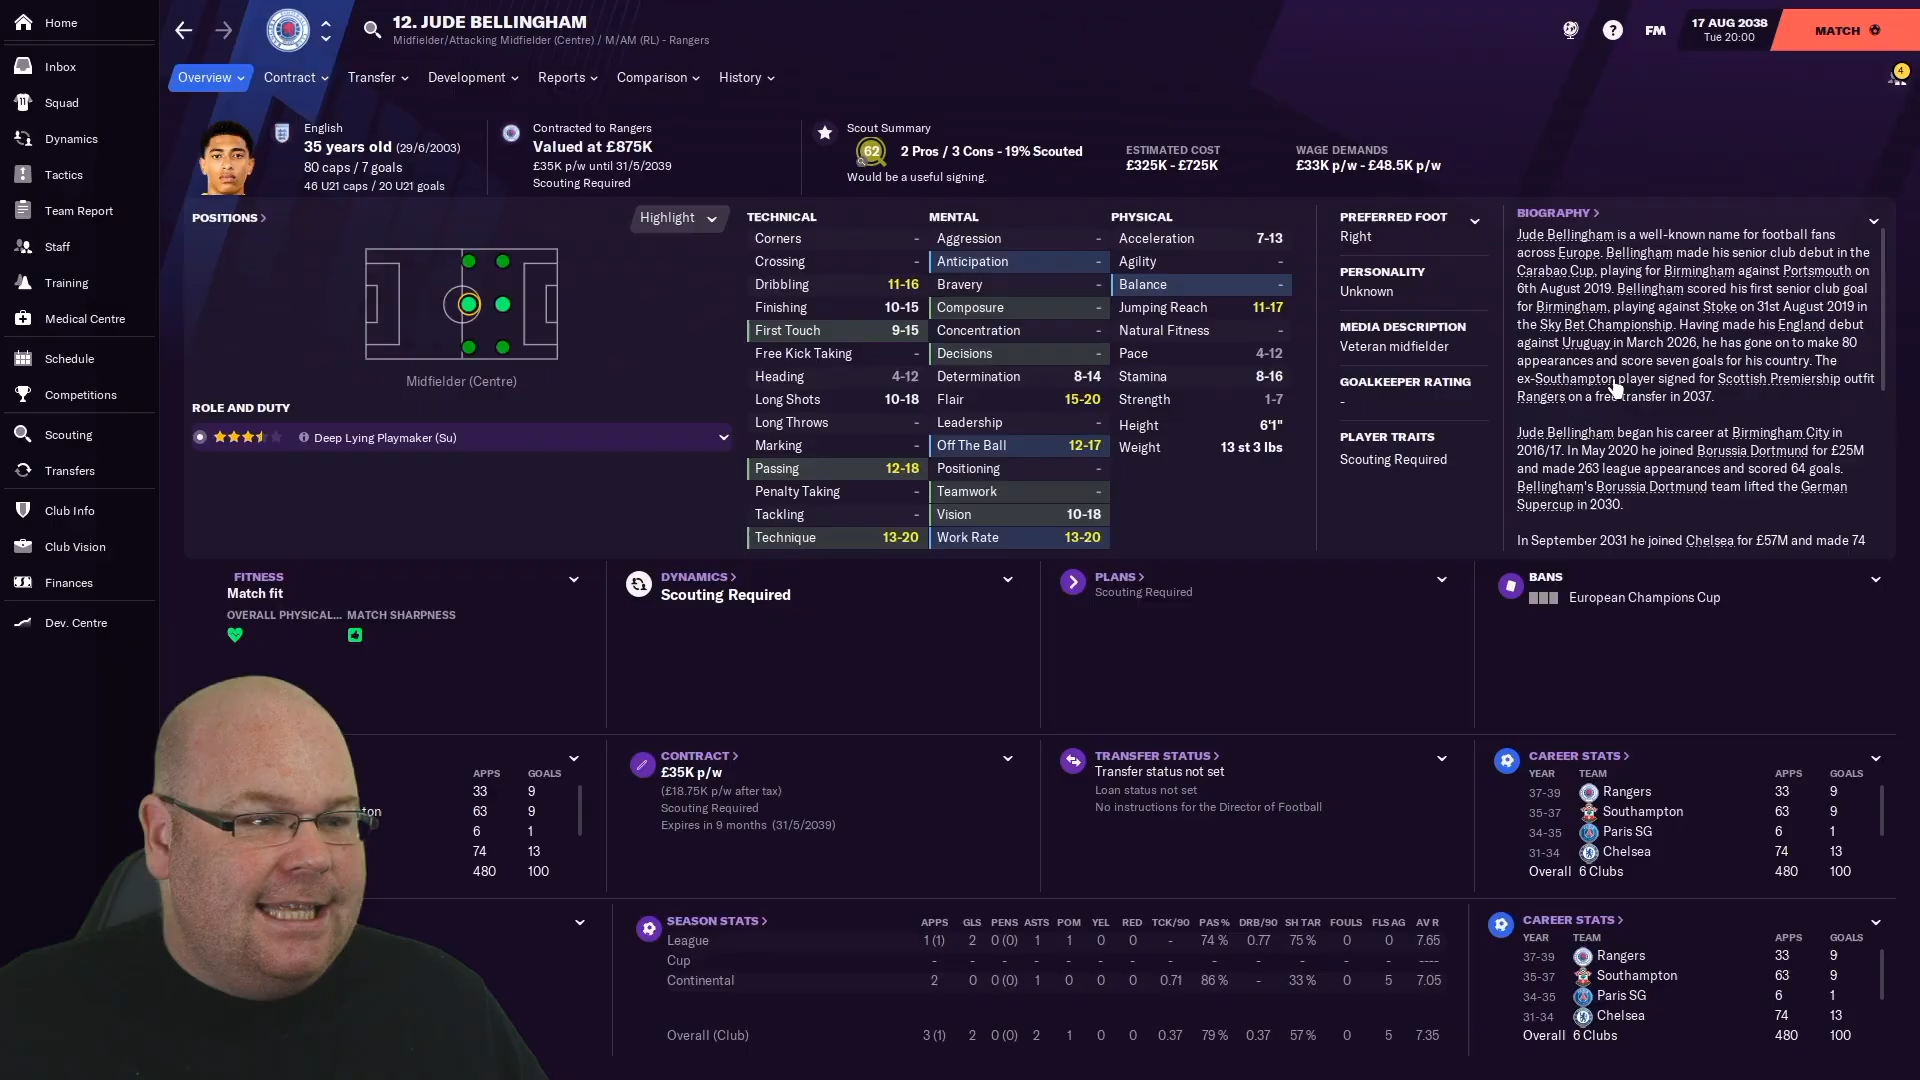 Home
Inbox
Squad
Dynamics
Tactics
Team Report
Staff
Training
Medical Centre
Schedule
Competitions
Scouting
Transfers
Club Info
Club Vision
Finances
Dev. Centre
12. JUDE BELLINGHAM
Midfielder/Attacking Midfielder (Centre) / M/AM (RL) - Rangers
? FM
17 AUG 2038
Tue 20:00
MATCH
Overview Contract Transfer Development Reports Comparison History
4
English
35 years old (29/6/2003)
80 caps / 7 goals
46 U21 caps / 20 U21 goals
Contracted to Rangers
Valued at £875K
£35K p/w until 31/5/2039
Scouting Required
Scout Summary
62 2 Pros / 3 Cons - 19% Scouted
Would be a useful signing.
ESTIMATED COST
£325K - £725K
WAGE DEMANDS
£33K p/w - £48.5K p/w
POSITIONS >
Highlight
Midfielder (Centre)
ROLE AND DUTY
Deep Lying Playmaker (Su)
TECHNICAL
Corners -
Crossing -
Dribbling 11-16
Finishing 10-15
First Touch 9-15
Free Kick Taking -
Heading 4-12
Long Shots 10-18
Long Throws -
Marking -
Passing 12-18
Penalty Taking -
Tackling -
Technique 13-20
MENTAL
Aggression -
Anticipation -
Bravery -
Composure -
Concentration -
Decisions -
Determination 8-14
Flair 15-20
Leadership -
Off The Ball 12-17
Positioning -
Teamwork -
Vision 10-18
Work Rate 13-20
PHYSICAL
Acceleration 7-13
Agility -
Balance -
Jumping Reach 11-17
Natural Fitness -
Pace 4-12
Stamina 8-16
Strength 1-7
Height 6'1"
Weight 13 st 3 lbs
PREFERRED FOOT
Right
PERSONALITY
Unknown
MEDIA DESCRIPTION
Veteran midfielder
GOALKEEPER RATING
-
PLAYER TRAITS
Scouting Required
BIOGRAPHY >
Jude Bellingham is a well-known name for football fans
across Europe. Bellingham made his senior club debut in the
Carabao Cup, playing for Birmingham against Portsmouth on
6th August 2019. Bellingham scored his first senior club goal
for Birmingham, playing against Stoke on 31st August 2019 in
the Sky Bet Championship. Having made his England debut
against Uruguay in March 2026, he has gone on to make 80
appearances and score seven goals for his country. The
ex-Southampton player signed for Scottish Premiership outfit
Rangers on a free transfer in 2037.
Jude Bellingham began his career at Birmingham City in
2016/17. In May 2020 he joined Borussia Dortmund for £25M
and made 263 league appearances and scored 64 goals.
Bellingham's Borussia Dortmund team lifted the German
Supercup in 2030.
In September 2031 he joined Chelsea for £57M and made 74
FITNESS
Match fit
OVERALL PHYSICAL... MATCH SHARPNESS
DYNAMICS >
Scouting Required
PLANS >
Scouting Required
BANS
European Champions Cup
APPS GOALS
33 9
ton 63 9
6 1
74 13
480 100
CONTRACT >
£35K p/w
(£18.75K p/w after tax)
Scouting Required
Expires in 9 months (31/5/2039)
TRANSFER STATUS >
Transfer status not set
Loan status not set
No instructions for the Director of Football
CAREER STATS >
YEAR TEAM APPS GOALS
37-39 Rangers 33 9
35-37 Southampton 63 9
34-35 Paris SG 6 1
31-34 Chelsea 74 13
Overall 6 Clubs 480 100
SEASON STATS >
APPS GLS PENS ASTS POM YEL RED TCK/90 PAS % DRB/90 SH TAR FOULS FLS AG AV R
League 1 (1) 2 0 (0) 1 1 0 0 - 74 % 0.77 75 % 0 0 7.65
Cup - - - - - - - - - - - - - ----
Continental 2 0 0 (0) 1 0 0 0 0.71 86 % - 33 % 0 5 7.05
Overall (Club) 3 (1) 2 0 (0) 2 1 0 0 0.37 79 % 0.37 57 % 0 5 7.35
CAREER STATS >
YEAR TEAM APPS GOALS
37-39 Rangers 33 9
35-37 Southampton 63 9
34-35 Paris SG 6 1
31-34 Chelsea 74 13
Overall 6 Clubs 480 100